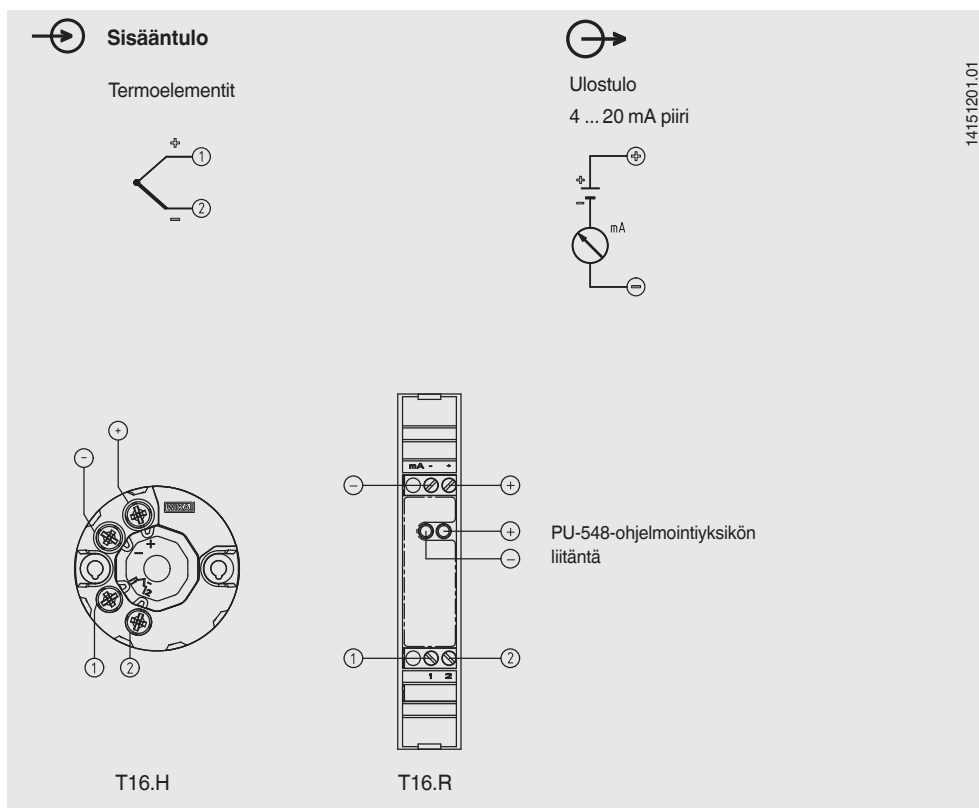 Sisääntulo
Termoelementit
+
1
2
−
Ulostulo
4 ... 20 mA piiri
+
+
−
mA
−
14151201.01
+
−
WIKA
+
−
1
2
1
2
mA - +
−
+
+
−
PU-548-ohjelmointiyksikön
liitäntä
1
2
1 2
T16.H
T16.R